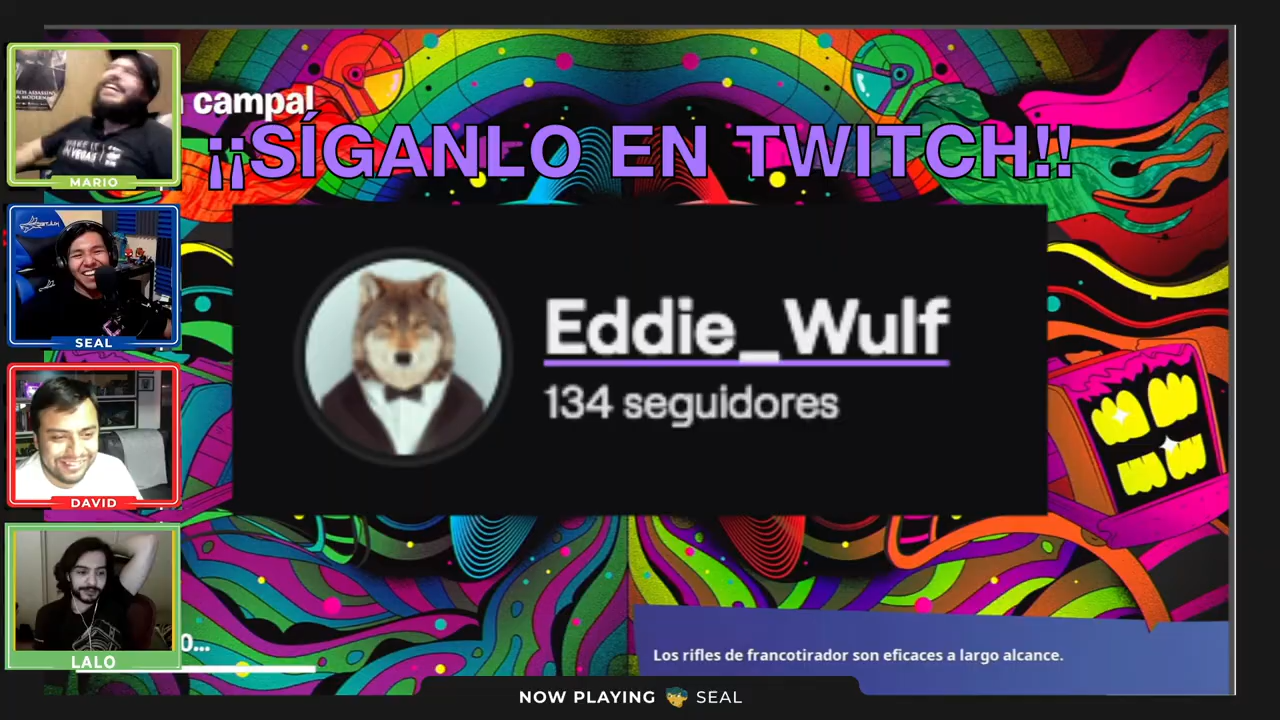 campal
¡¡SÍGANLO EN TWITCH!!
MARIO
SEAL
Eddie_Wulf
134 seguidores
DAVID
LALO
Los rifles de francotirador son eficaces a largo alcance.
NOW PLAYING SEAL